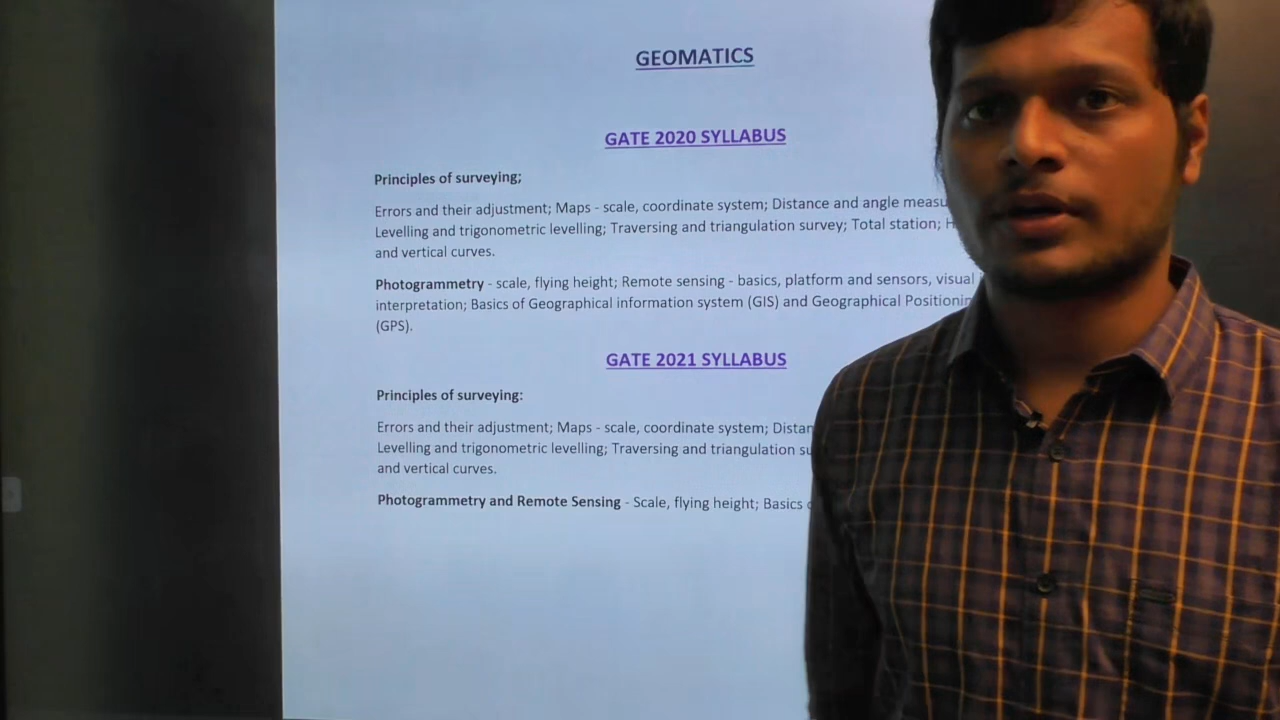 GEOMATICS
GATE 2020 SYLLABUS
Principles of surveying;
Errors and their adjustment; Maps - scale, coordinate system; Distance and angle measu
Levelling and trigonometric levelling; Traversing and triangulation survey; Total station; H
and vertical curves.
Photogrammetry - scale, flying height; Remote sensing - basics, platform and sensors, visual
interpretation; Basics of Geographical information system (GIS) and Geographical Positionin
(GPS).
GATE 2021 SYLLABUS
Principles of surveying:
Errors and their adjustment; Maps - scale, coordinate system; Distan
Levelling and trigonometric levelling; Traversing and triangulation su
and vertical curves.
Photogrammetry and Remote Sensing - Scale, flying height; Basics